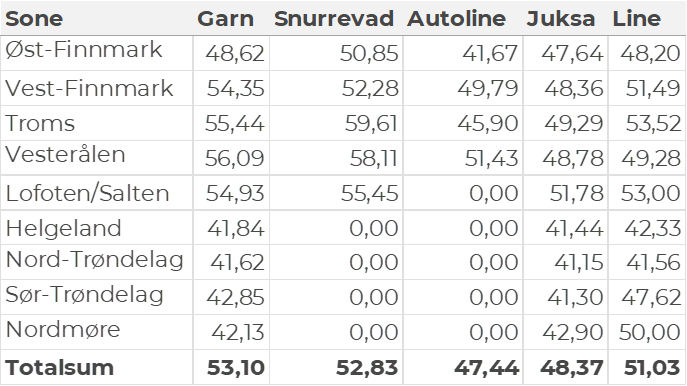 Sone Garn Snurrevad Autoline Juksa Line
Øst-Finnmark 48,62 50,85 41,67 47,64 48,20
Vest-Finnmark 54,35 52,28 49,79 48,36 51,49
Troms 55,44 59,61 45,90 49,29 53,52
Vesterålen 56,09 58,11 51,43 48,78 49,28
Lofoten/Salten 54,93 55,45 0,00 51,78 53,00
Helgeland 41,84 0,00 0,00 41,44 42,33
Nord-Trøndelag 41,62 0,00 0,00 41,15 41,56
Sør-Trøndelag 42,85 0,00 0,00 41,30 47,62
Nordmøre 42,13 0,00 0,00 42,90 50,00
Totalsum 53,10 52,83 47,44 48,37 51,03